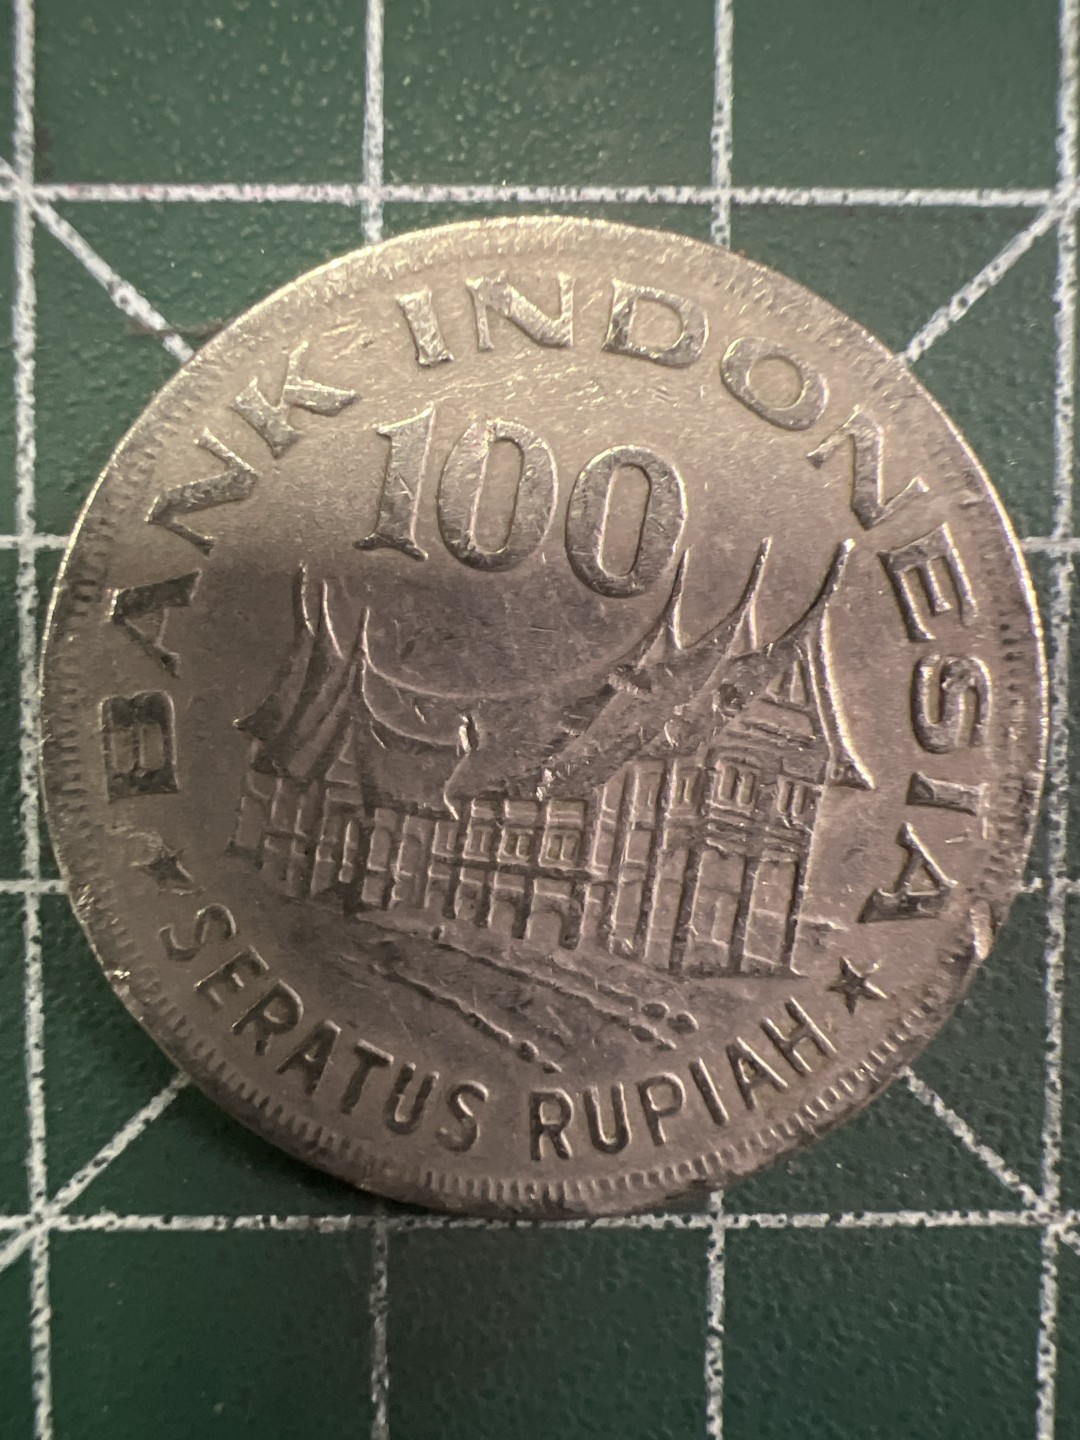 BANK INDONESIA
100
SERATUS RUPIAH